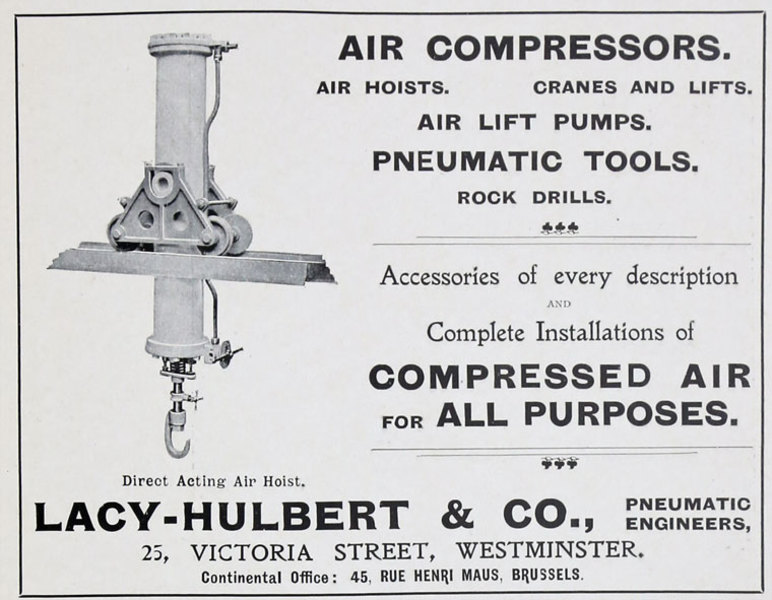 AIR COMPRESSORS.
AIR HOISTS. CRANES AND LIFTS.
AIR LIFT PUMPS.
PNEUMATIC TOOLS.
ROCK DRILLS.
Accessories of every description
AND
Complete Installations of
COMPRESSED AIR
FOR ALL PURPOSES.
Direct Acting Air Hoist.
LACY-HULBERT & CO., PNEUMATIC ENGINEERS,
25, VICTORIA STREET, WESTMINSTER.
Continental Office: 45, RUE HENRI MAUS, BRUSSELS.